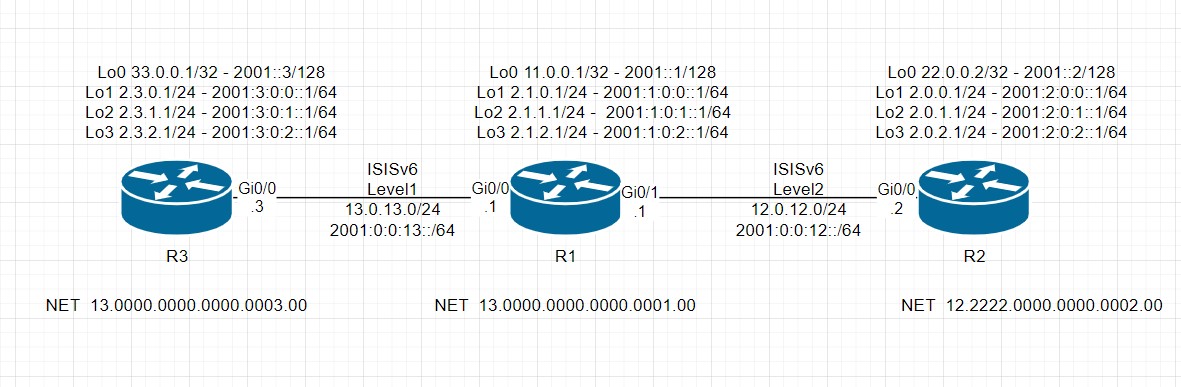 Lo0 33.0.0.1/32 - 2001::3/128
Lo1 2.3.0.1/24 - 2001:3:0:0::1/64
Lo2 2.3.1.1/24 - 2001:3:0:1::1/64
Lo3 2.3.2.1/24 - 2001:3:0:2::1/64
Lo0 11.0.0.1/32 - 2001::1/128
Lo1 2.1.0.1/24 - 2001:1:0:0::1/64
Lo2 2.1.1.1/24 - 2001:1:0:1::1/64
Lo3 2.1.2.1/24 - 2001:1:0:2::1/64
Lo0 22.0.0.2/32 - 2001::2/128
Lo1 2.0.0.1/24 - 2001:2:0:0::1/64
Lo2 2.0.1.1/24 - 2001:2:0:1::1/64
Lo3 2.0.2.1/24 - 2001:2:0:2::1/64
Gi0/0
.3
ISISv6
Level1
13.0.13.0/24
2001:0:0:13::/64
Gi0/0
.1
Gi0/1
.1
ISISv6
Level2
12.0.12.0/24
2001:0:0:12::/64
Gi0/0
.2
R3
R1
R2
NET 13.0000.0000.0000.0003.00
NET 13.0000.0000.0000.0001.00
NET 12.2222.0000.0000.0002.00